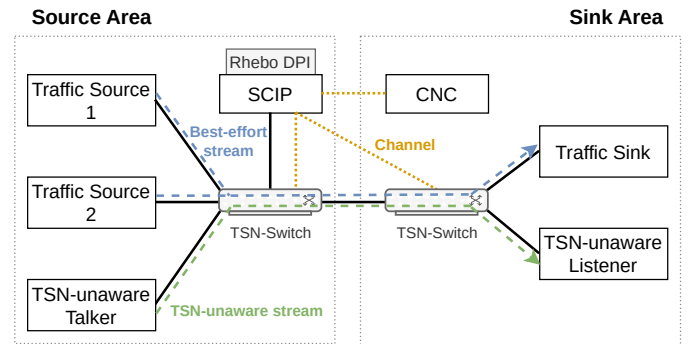 Source Area
Sink Area
Rhebo DPI
SCIP
CNC
Traffic Source
1
Best-effort
stream
Channel
Traffic Sink
Traffic Source
2
TSN-Switch
TSN-Switch
TSN-unaware
Listener
TSN-unaware
Talker
TSN-unaware stream